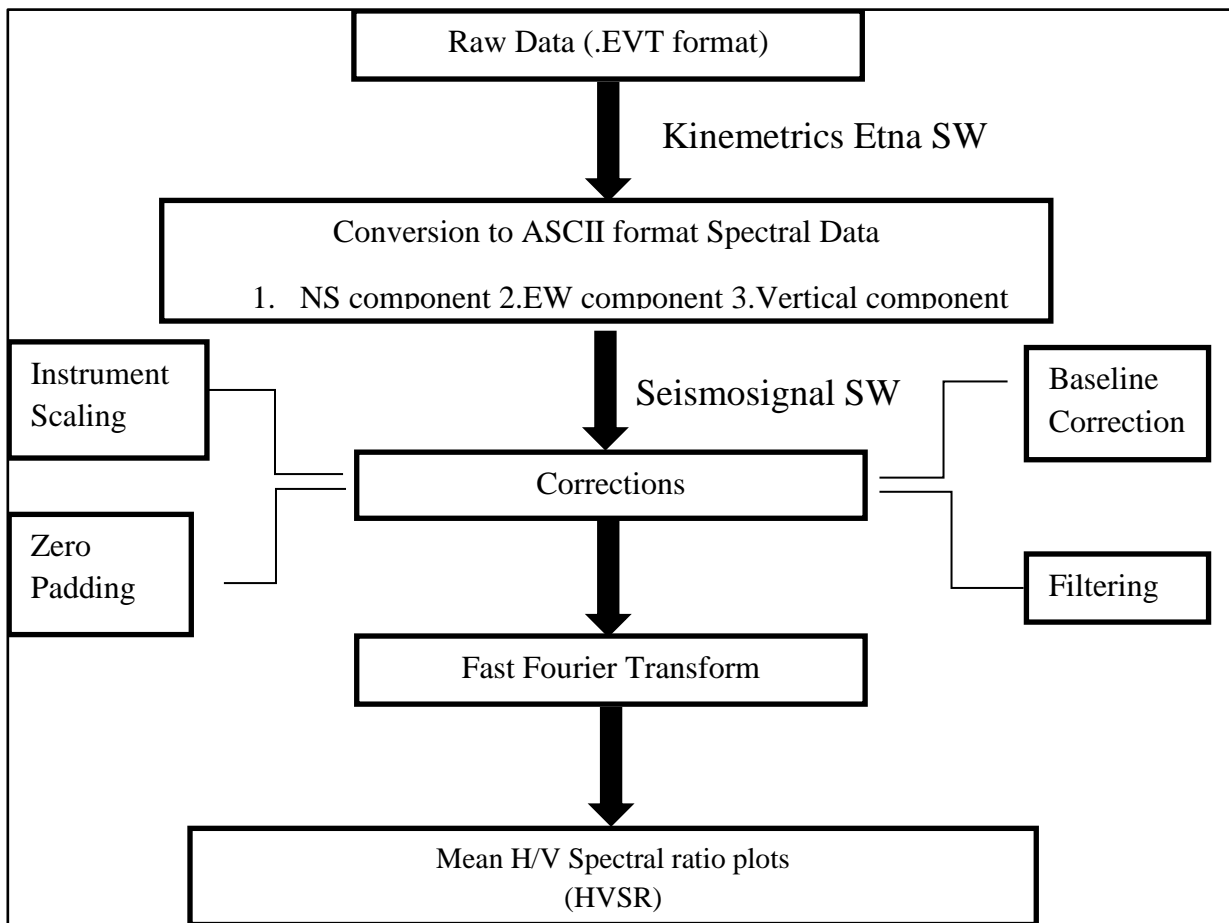 Raw Data (.EVT format)
Kinemetrics Etna SW
Conversion to ASCII format Spectral Data
1. NS component 2.EW component 3.Vertical component
Seismosignal SW
Instrument
Scaling
Baseline
Correction
Corrections
Zero
Padding
Filtering
Fast Fourier Transform
Mean H/V Spectral ratio plots
(HVSR)